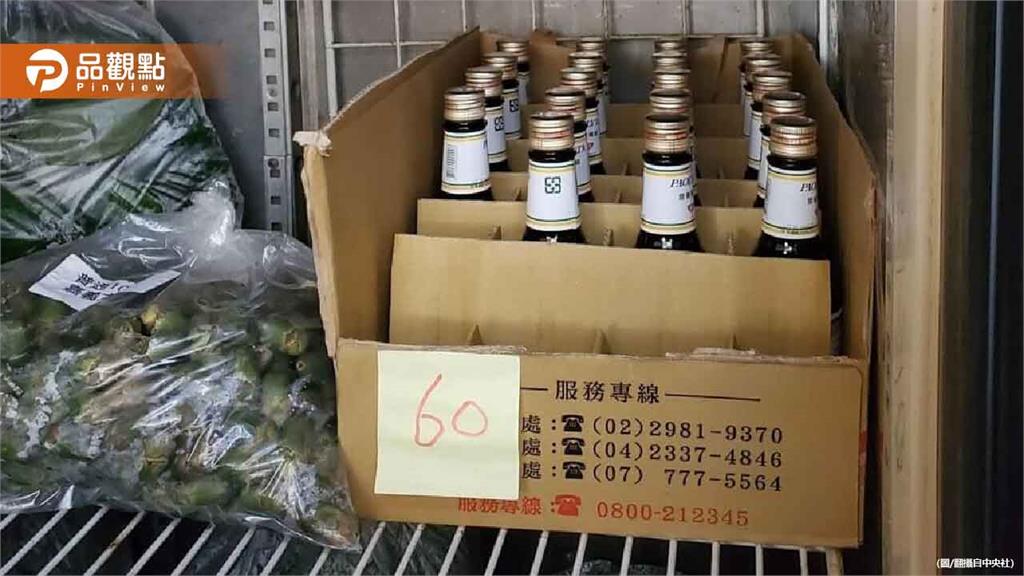 品觀點
PinView
60
服務專線
處：☎(02)2981-9370
處：☎(04)2337-4846
處：☎(07) 777-5564
服務專線：☎ 0800-212345
(圖/翻攝自中央社)